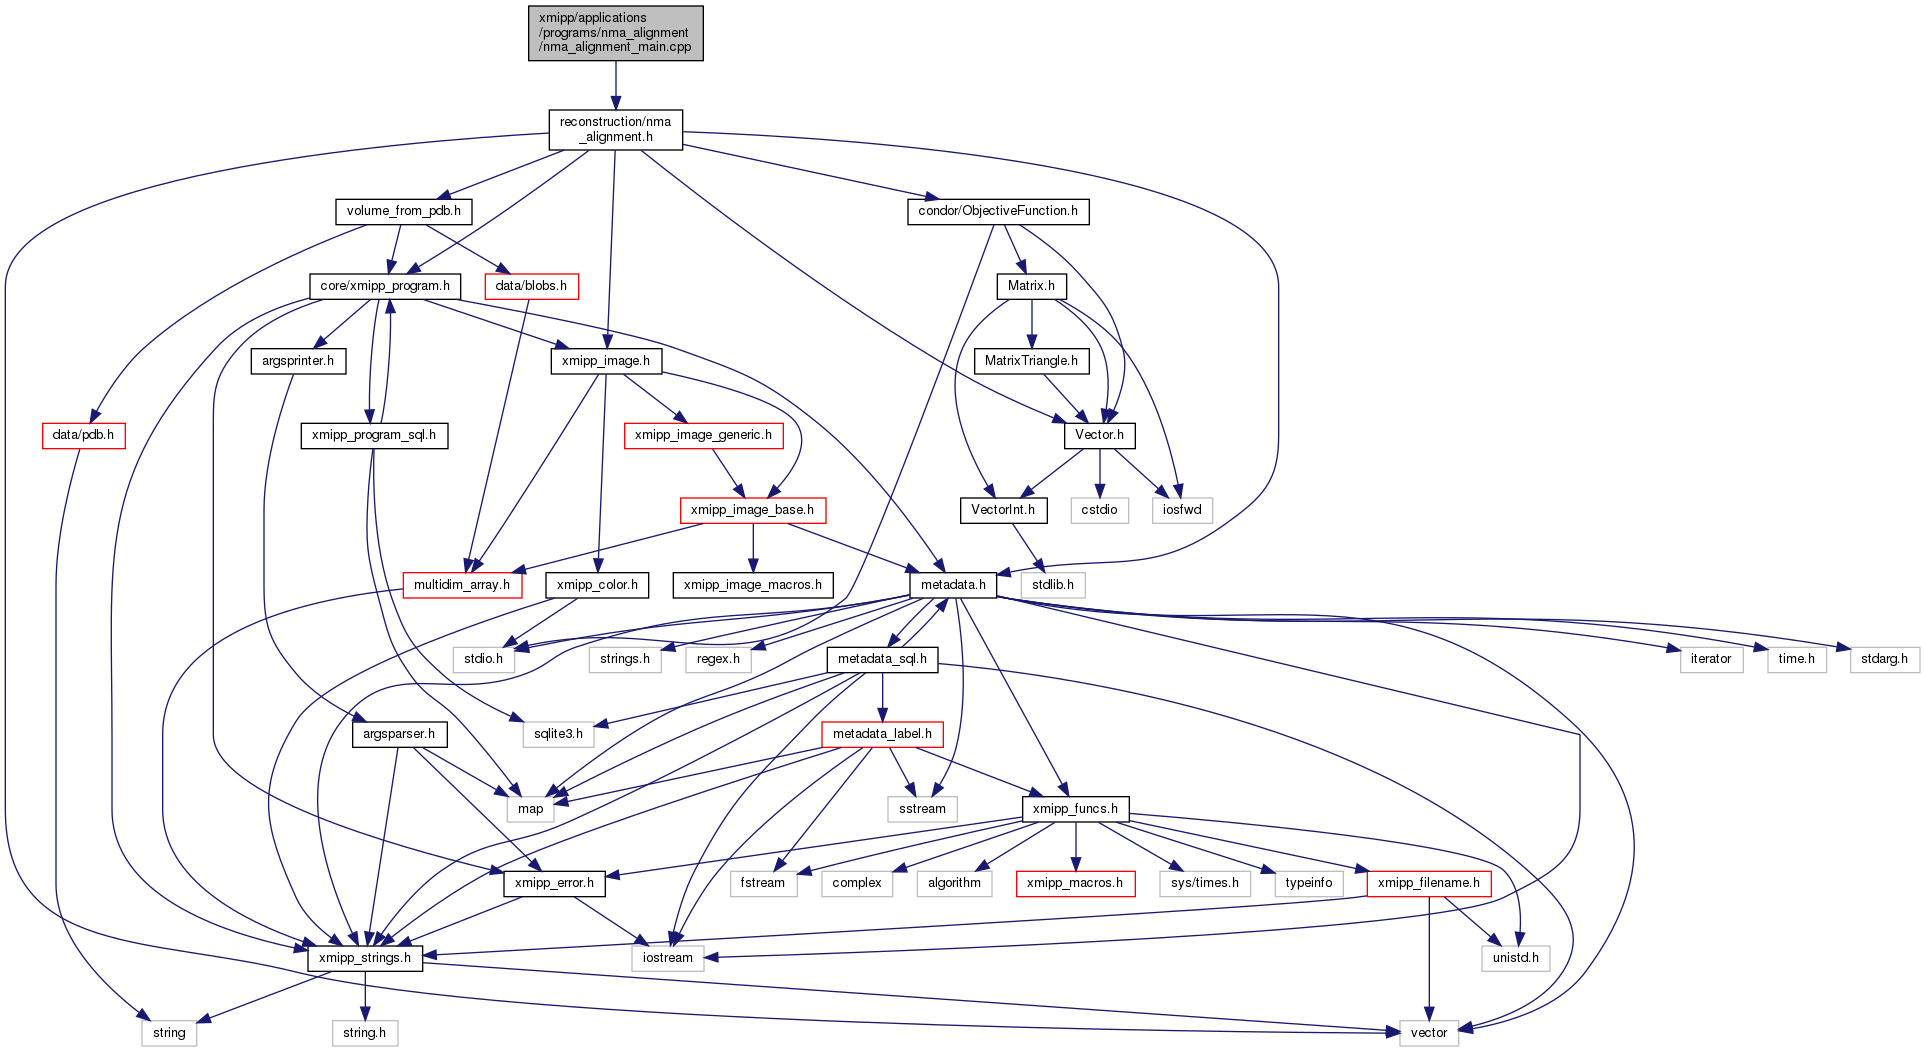 xmipp/applications
/programs/nma_alignment
/nma_alignment_main.cpp
reconstruction/nma
_alignment.h
volume_from_pdb.h
condor/ObjectiveFunction.h
core/xmipp_program.h
data/blobs.h
Matrix.h
argsprinter.h
xmipp_image.h
MatrixTriangle.h
data/pdb.h
xmipp_program_sql.h
xmipp_image_generic.h
Vector.h
xmipp_image_base.h
VectorInt.h
cstdio
iosfwd
multidim_array.h
xmipp_color.h
xmipp_image_macros.h
metadata.h
stdlib.h
stdio.h
strings.h
regex.h
metadata_sql.h
iterator
time.h
stdarg.h
argsparser.h
sqlite3.h
metadata_label.h
map
sstream
xmipp_funcs.h
xmipp_error.h
fstream
complex
algorithm
xmipp_macros.h
sys/times.h
typeinfo
xmipp_filename.h
xmipp_strings.h
iostream
unistd.h
string
string.h
vector